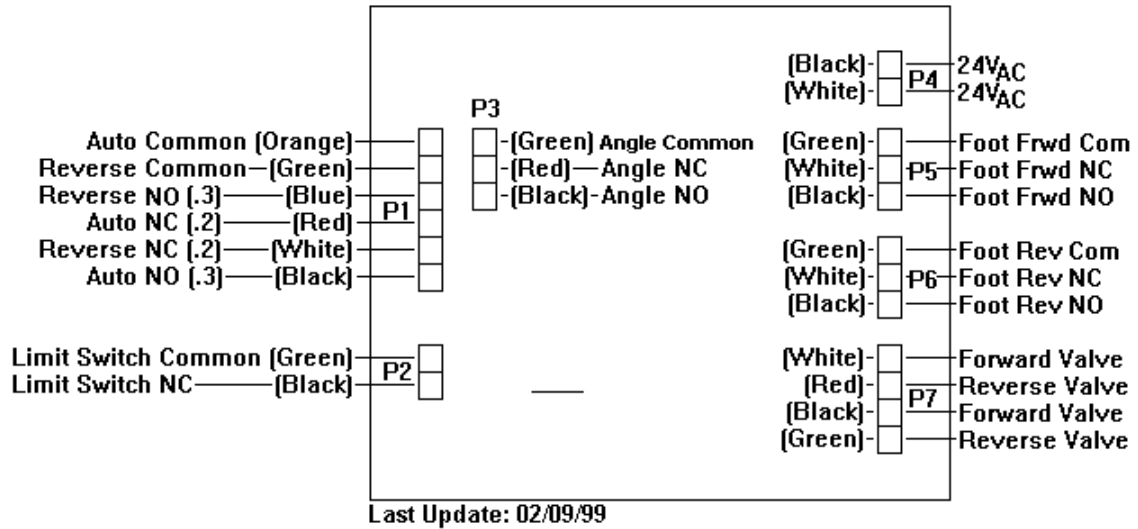 P3
Auto Common (Orange)
Reverse Common (Green)
Reverse NO (.3) (Blue)
Auto NC (.2) (Red)
Reverse NC (.2) (White)
Auto NO (.3) (Black)
P1
(Green) Angle Common
(Red) Angle NC
(Black) Angle NO
Limit Switch Common (Green)
Limit Switch NC (Black)
P2
(Black) 24VAC
(White) 24VAC
P4
(Green) Foot Frwd Com
(White) P5 Foot Frwd NC
(Black) Foot Frwd NO
(Green) Foot Rev Com
(White) P6 Foot Rev NC
(Black) Foot Rev NO
(White) Forward Valve
(Red) Reverse Valve
P7
(Black) Forward Valve
(Green) Reverse Valve
Last Update: 02/09/99